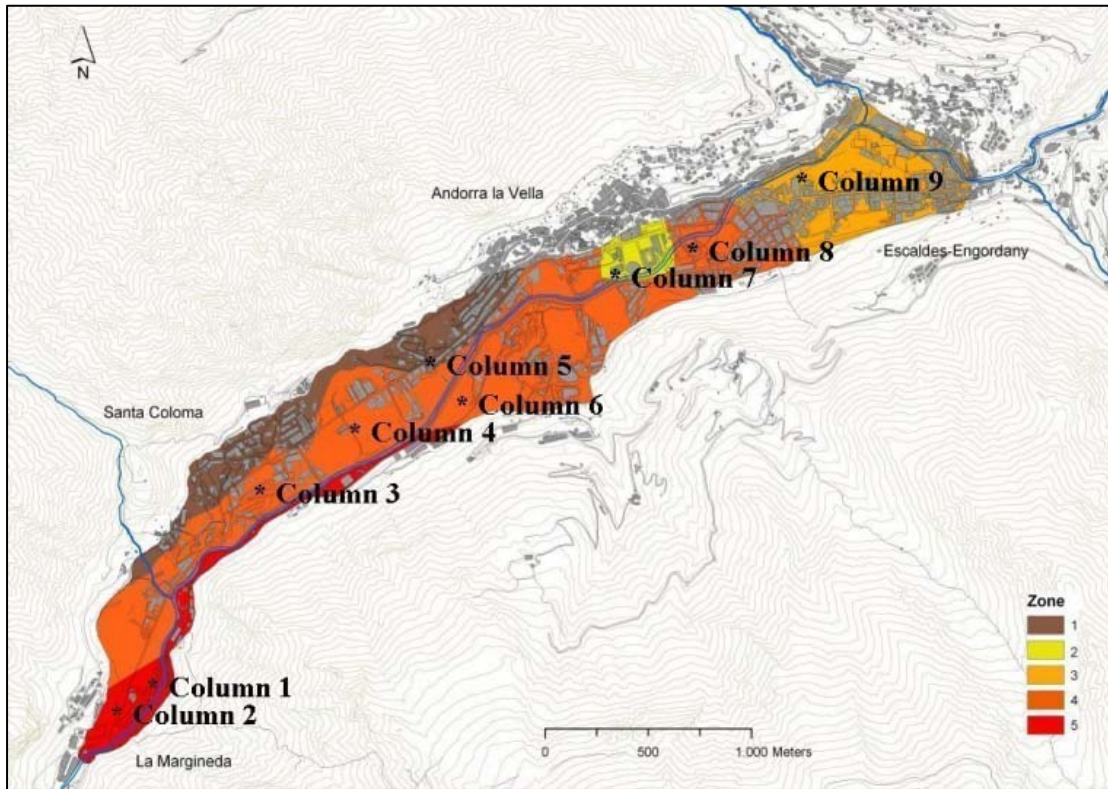 N
Andorra la Vella
* Column 9
* Column 8
Escaldes-Engordany
* Column 7
* Column 5
Santa Coloma
* Column 6
* Column 4
* Column 3
Zone
1
2
3
4
5
* Column 1
* Column 2
La Margineda
0 500 1.000 Meters